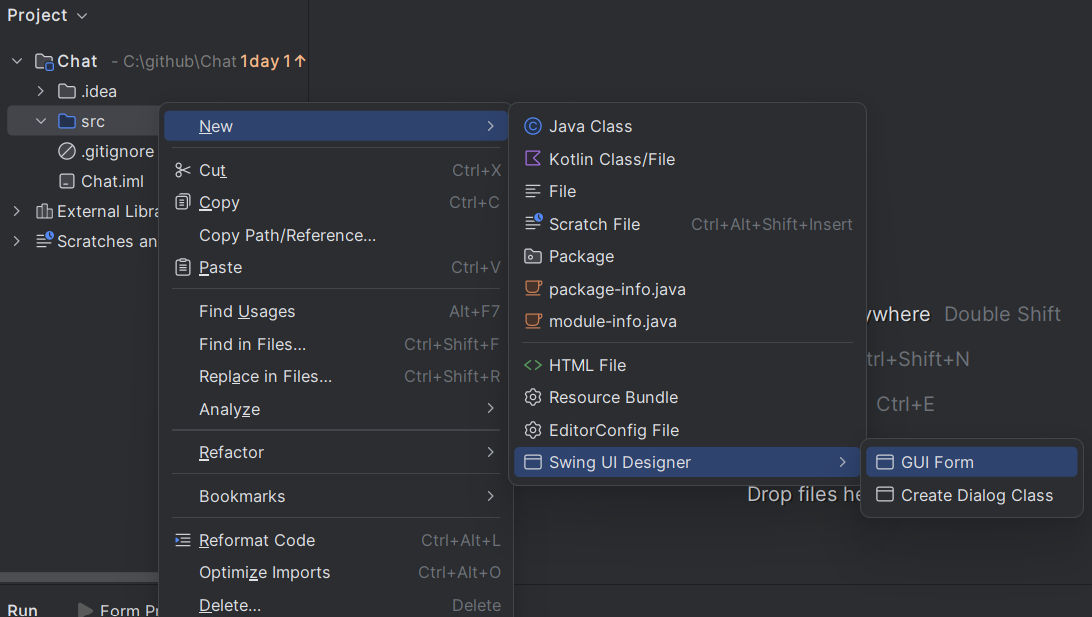 Project
Chat - C:\github\Chat 1day 1↑
.idea
src
.gitignore
Chat.iml
External Libra
Scratches an
New
Cut Ctrl+X
Copy Ctrl+C
Copy Path/Reference...
Paste Ctrl+V
Find Usages Alt+F7
Find in Files... Ctrl+Shift+F
Replace in Files... Ctrl+Shift+R
Analyze
Refactor
Bookmarks
Reformat Code Ctrl+Alt+L
Optimize Imports Ctrl+Alt+O
Delete... Delete
Java Class
Kotlin Class/File
File
Scratch File Ctrl+Alt+Shift+Insert
Package
package-info.java
module-info.java
HTML File
Resource Bundle
EditorConfig File
Swing UI Designer
GUI Form
Create Dialog Class
ywhere Double Shift
trl+Shift+N
Ctrl+E
Drop files he
Run Form Pr